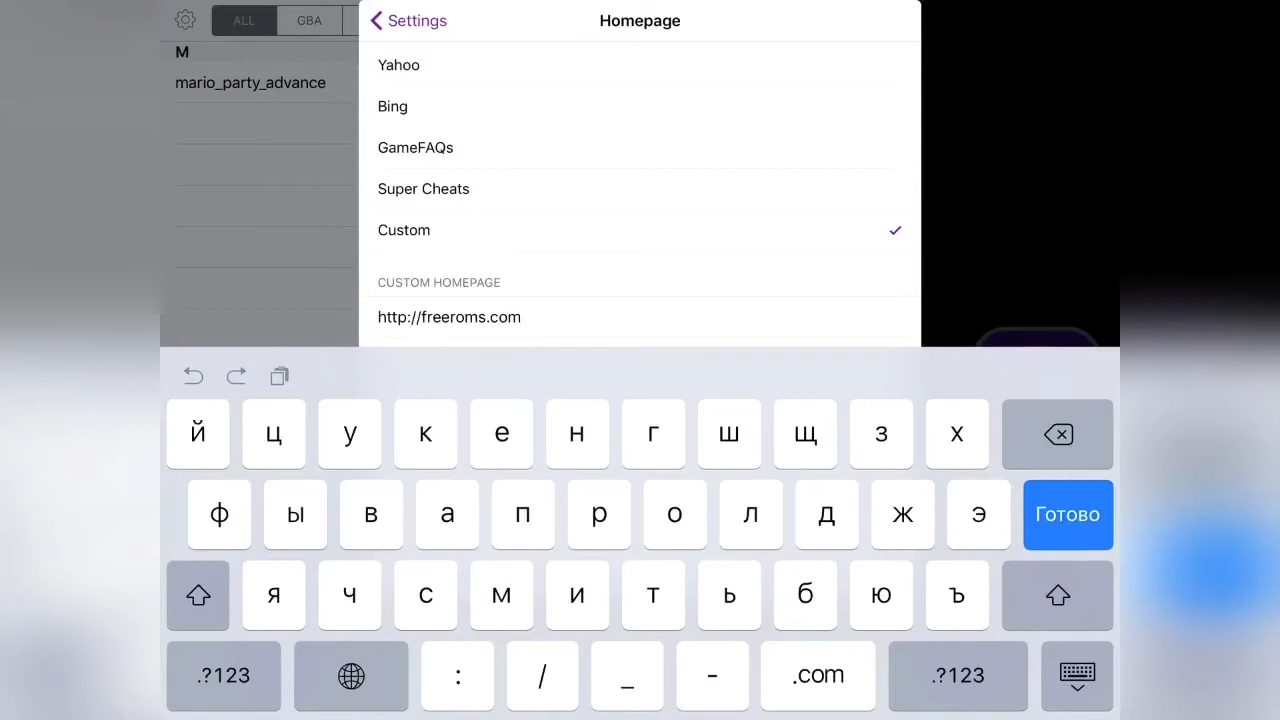 ALL GBA
M
mario_party_advance
Settings
Homepage
Yahoo
Bing
GameFAQs
Super Cheats
Custom
CUSTOM HOMEPAGE
http://freeroms.com
й ц у к е н г ш щ з х
ф ы в а п р о л д ж э Готово
я ч с м и т ь б ю ъ
.?123 : / _ - .com .?123